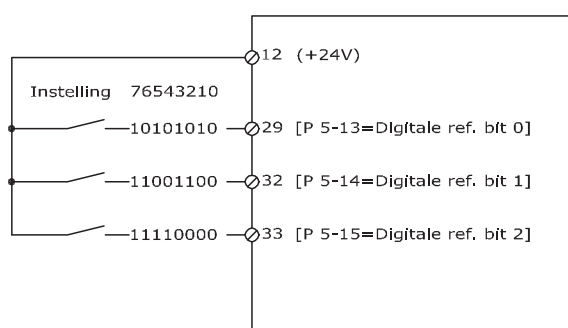 12 (+24V)
Instelling 76543210
10101010 29 [P 5-13=Digitale ref. bit 0]
11001100 32 [P 5-14=Digitale ref. bit 1]
11110000 33 [P 5-15=Digitale ref. bit 2]